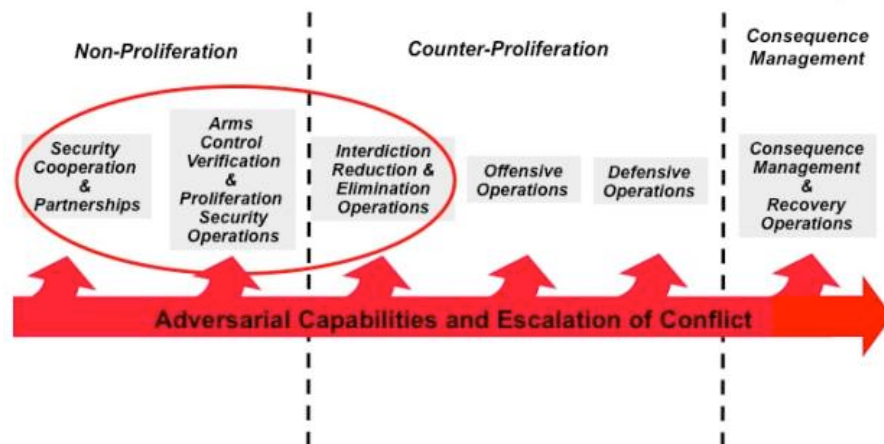 Non-Proliferation
Counter-Proliferation
Consequence
Management
Security
Cooperation
&
Partnerships
Arms
Control
Verification
&
Proliferation
Security
Operations
Interdiction
Reduction &
Elimination
Operations
Offensive
Operations
Defensive
Operations
Consequence
Management
&
Recovery
Operations
Adversarial Capabilities and Escalation of Conflict